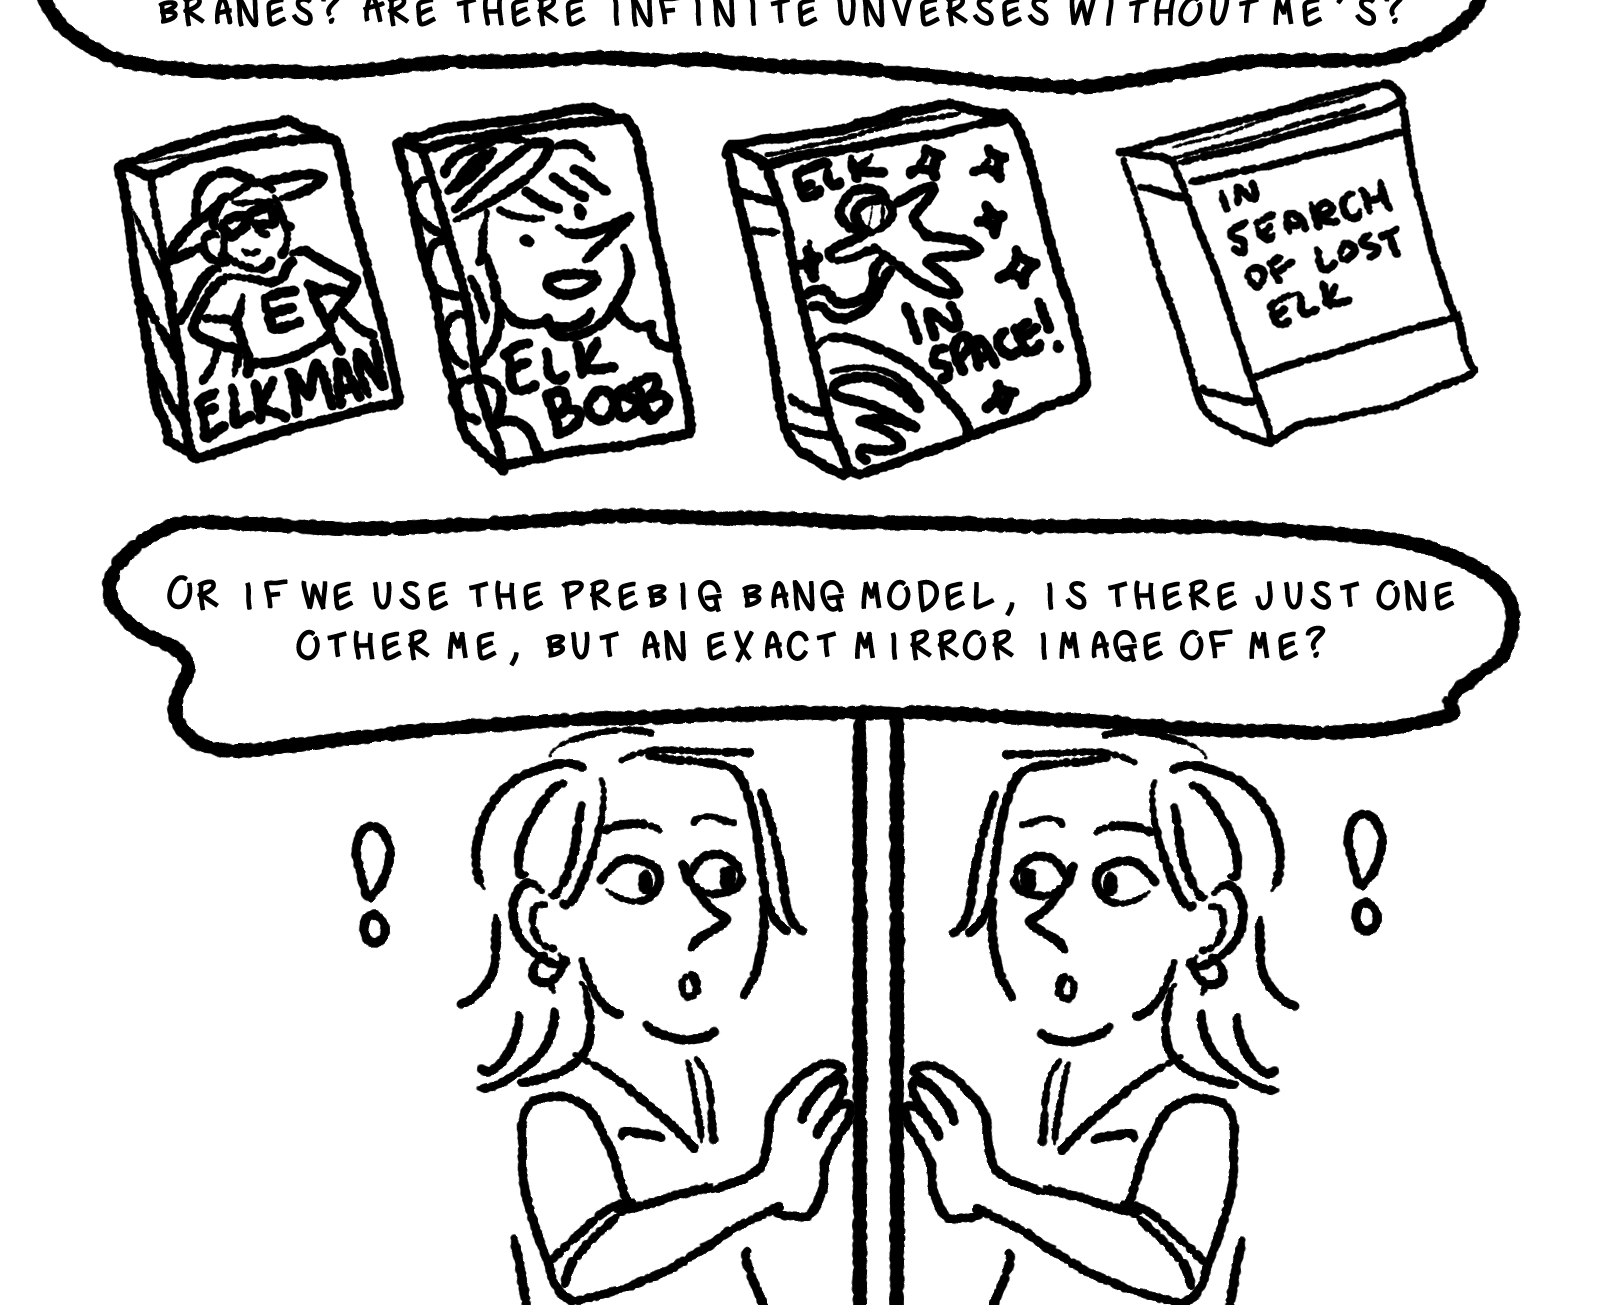 BRANES? ARE THERE INFINITE UNVERSES WITHOUT ME'S?
E
ELKMAN
ELK
BOOB
ELK
IN
SPACE!
IN
SEARCH
OF LOST
ELK
OR IF WE USE THE PREBIG BANG MODEL, IS THERE JUST ONE
OTHER ME, BUT AN EXACT MIRROR IMAGE OF ME?